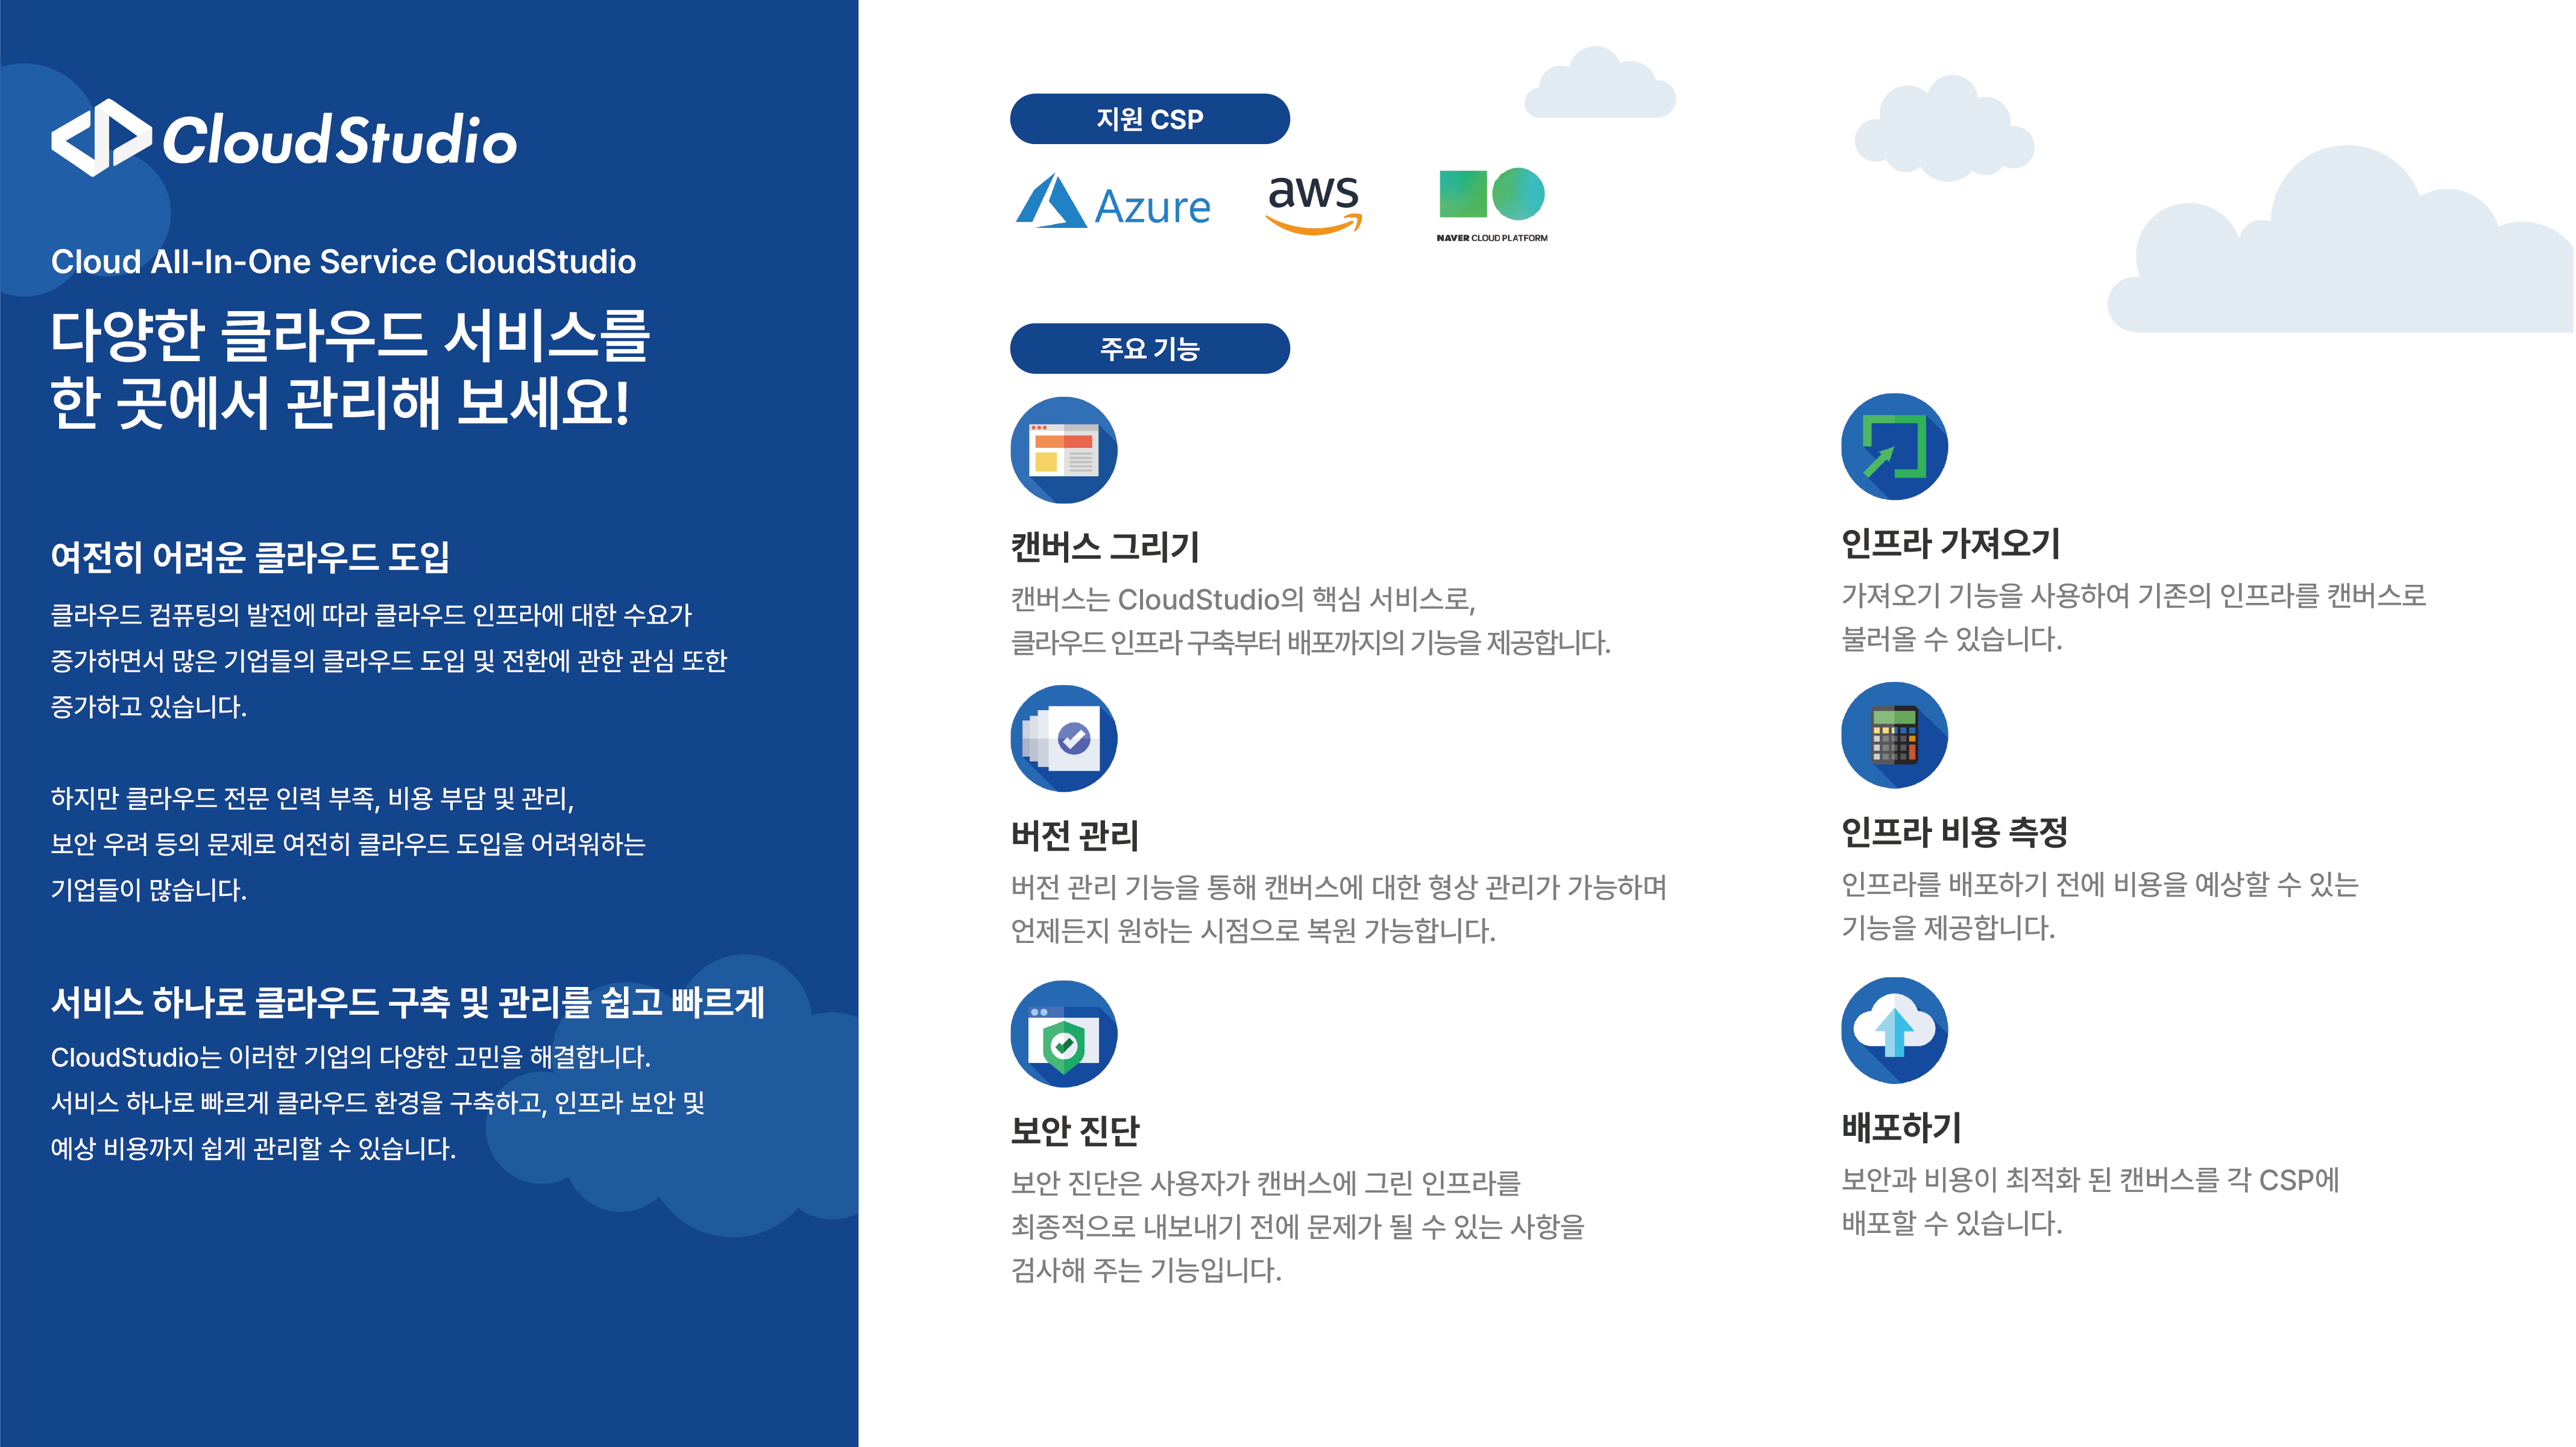 CloudStudio
Cloud All-In-One Service CloudStudio
다양한 클라우드 서비스를
한 곳에서 관리해 보세요!
여전히 어려운 클라우드 도입
클라우드 컴퓨팅의 발전에 따라 클라우드 인프라에 대한 수요가
증가하면서 많은 기업들의 클라우드 도입 및 전환에 관한 관심 또한
증가하고 있습니다.
하지만 클라우드 전문 인력 부족, 비용 부담 및 관리,
보안 우려 등의 문제로 여전히 클라우드 도입을 어려워하는
기업들이 많습니다.
서비스 하나로 클라우드 구축 및 관리를 쉽고 빠르게
CloudStudio는 이러한 기업의 다양한 고민을 해결합니다.
서비스 하나로 빠르게 클라우드 환경을 구축하고, 인프라 보안 및
예상 비용까지 쉽게 관리할 수 있습니다.
지원 CSP
Azure
aws
NAVER CLOUD PLATFORM
주요 기능
캔버스 그리기
캔버스는 CloudStudio의 핵심 서비스로,
클라우드 인프라 구축부터 배포까지의 기능을 제공합니다.
인프라 가져오기
가져오기 기능을 사용하여 기존의 인프라를 캔버스로
불러올 수 있습니다.
버전 관리
버전 관리 기능을 통해 캔버스에 대한 형상 관리가 가능하며
언제든지 원하는 시점으로 복원 가능합니다.
인프라 비용 측정
인프라를 배포하기 전에 비용을 예상할 수 있는
기능을 제공합니다.
보안 진단
보안 진단은 사용자가 캔버스에 그린 인프라를
최종적으로 내보내기 전에 문제가 될 수 있는 사항을
검사해 주는 기능입니다.
배포하기
보안과 비용이 최적화 된 캔버스를 각 CSP에
배포할 수 있습니다.